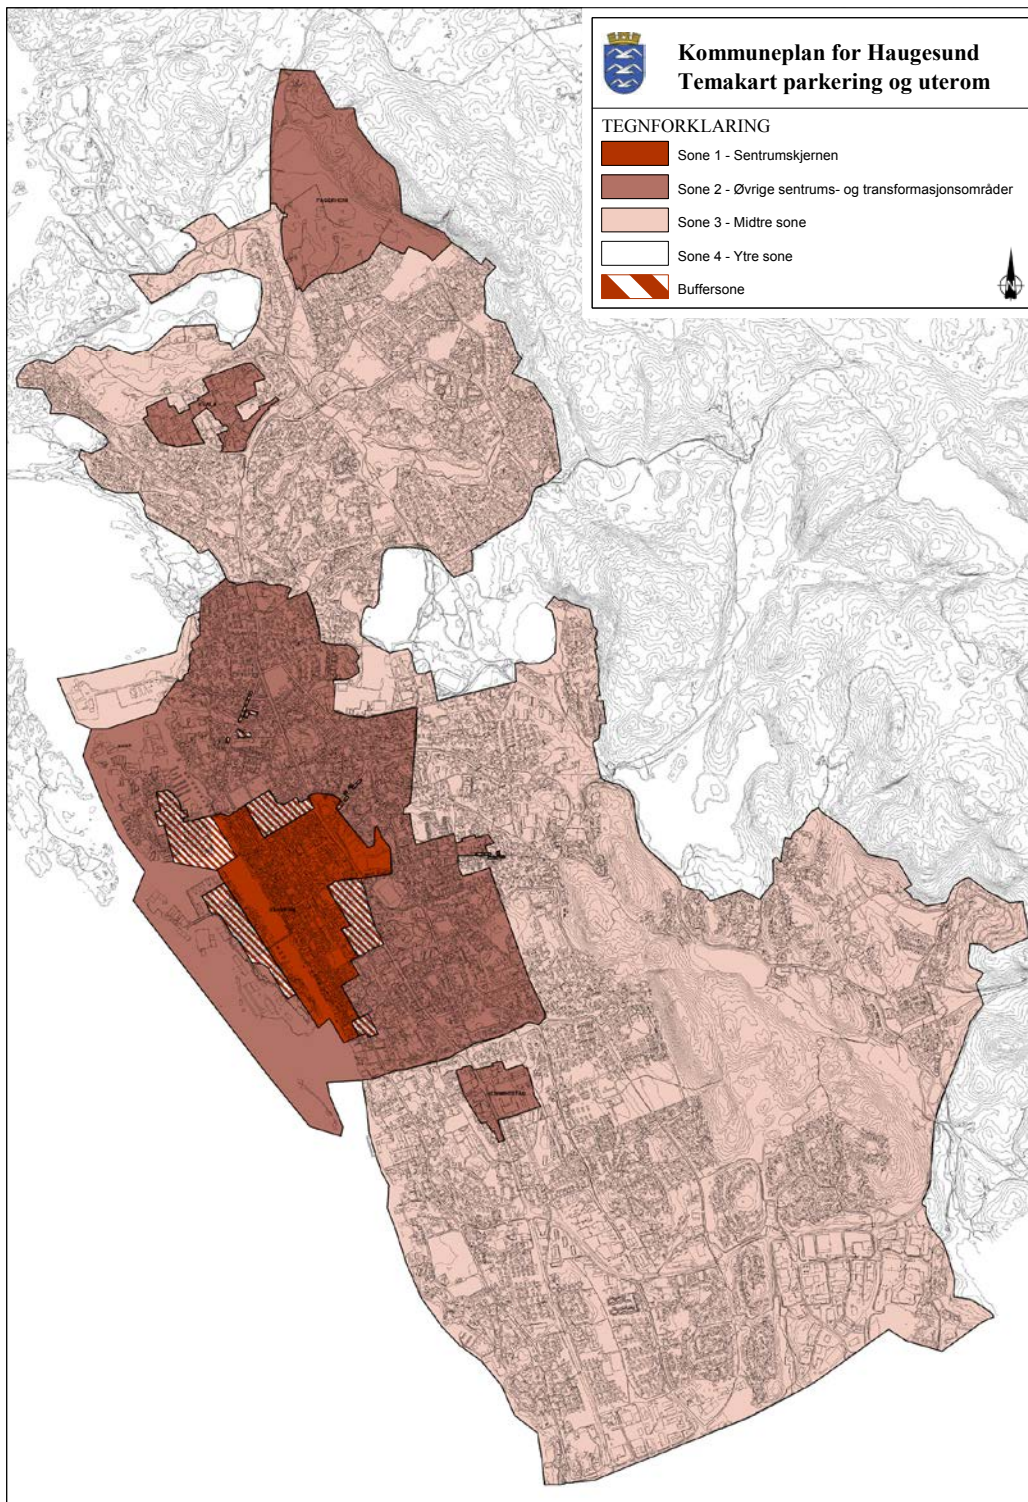 Kommuneplan for Haugesund
Temakart parkering og uterom
TEGNFORKLARING
Sone 1 - Sentrumskjernen
Sone 2 - Øvrige sentrums- og transformasjonsområder
Sone 3 - Midtre sone
Sone 4 - Ytre sone
Buffersone
N